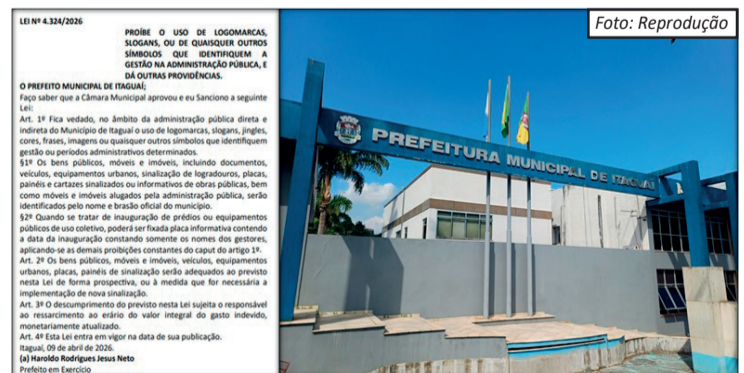 LEI Nº 4.324/2026
PROÍBE O USO DE LOGOMARCAS,
SLOGANS, OU DE QUAISQUER OUTROS
SÍMBOLOS QUE IDENTIFIQUEM A
GESTÃO NA ADMINISTRAÇÃO PÚBLICA, E
DÁ OUTRAS PROVIDÊNCIAS.
O PREFEITO MUNICIPAL DE ITAGUAÍ;
Faço saber que a Câmara Municipal aprovou e eu Sanciono a seguinte
Lei:
Art. 1º Fica vedado, no âmbito da administração pública direta e
indireta do Município de Itaguaí o uso de logomarcas, slogans, jingles,
cores, frases, imagens ou quaisquer outros símbolos que identifiquem
gestão ou períodos administrativos determinados.
§1º Os bens públicos, móveis e imóveis, incluindo documentos,
veículos, equipamentos urbanos, sinalização de logradouros, placas,
painéis e cartazes sinalizados ou informativos de obras públicas, bem
como móveis e imóveis alugados pela administração pública, serão
identificados pelo nome e brasão oficial do município.
§2º Quando se tratar de inauguração de prédios ou equipamentos
públicos de uso coletivo, poderá ser fixada placa informativa contendo
a data da inauguração constando somente os nomes dos gestores,
aplicando-se as demais proibições constantes do caput do artigo 1º.
Art. 2º Os bens públicos, móveis e imóveis, veículos, equipamentos
urbanos, placas, painéis de sinalização serão adequados ao previsto
nesta Lei de forma prospectiva, ou à medida que for necessária a
implementação de nova sinalização.
Art. 3º O descumprimento do previsto nesta Lei sujeita o responsável
ao ressarcimento ao erário do valor integral do gasto indevido,
monetariamente atualizado.
Art. 4º Esta Lei entra em vigor na data de sua publicação.
Itaguaí, 09 de abril de 2026.
(a) Haroldo Rodrigues Jesus Neto
Prefeito em Exercício
Foto: Reprodução
PREFEITURA MUNICIPAL DE ITAGUAÍ